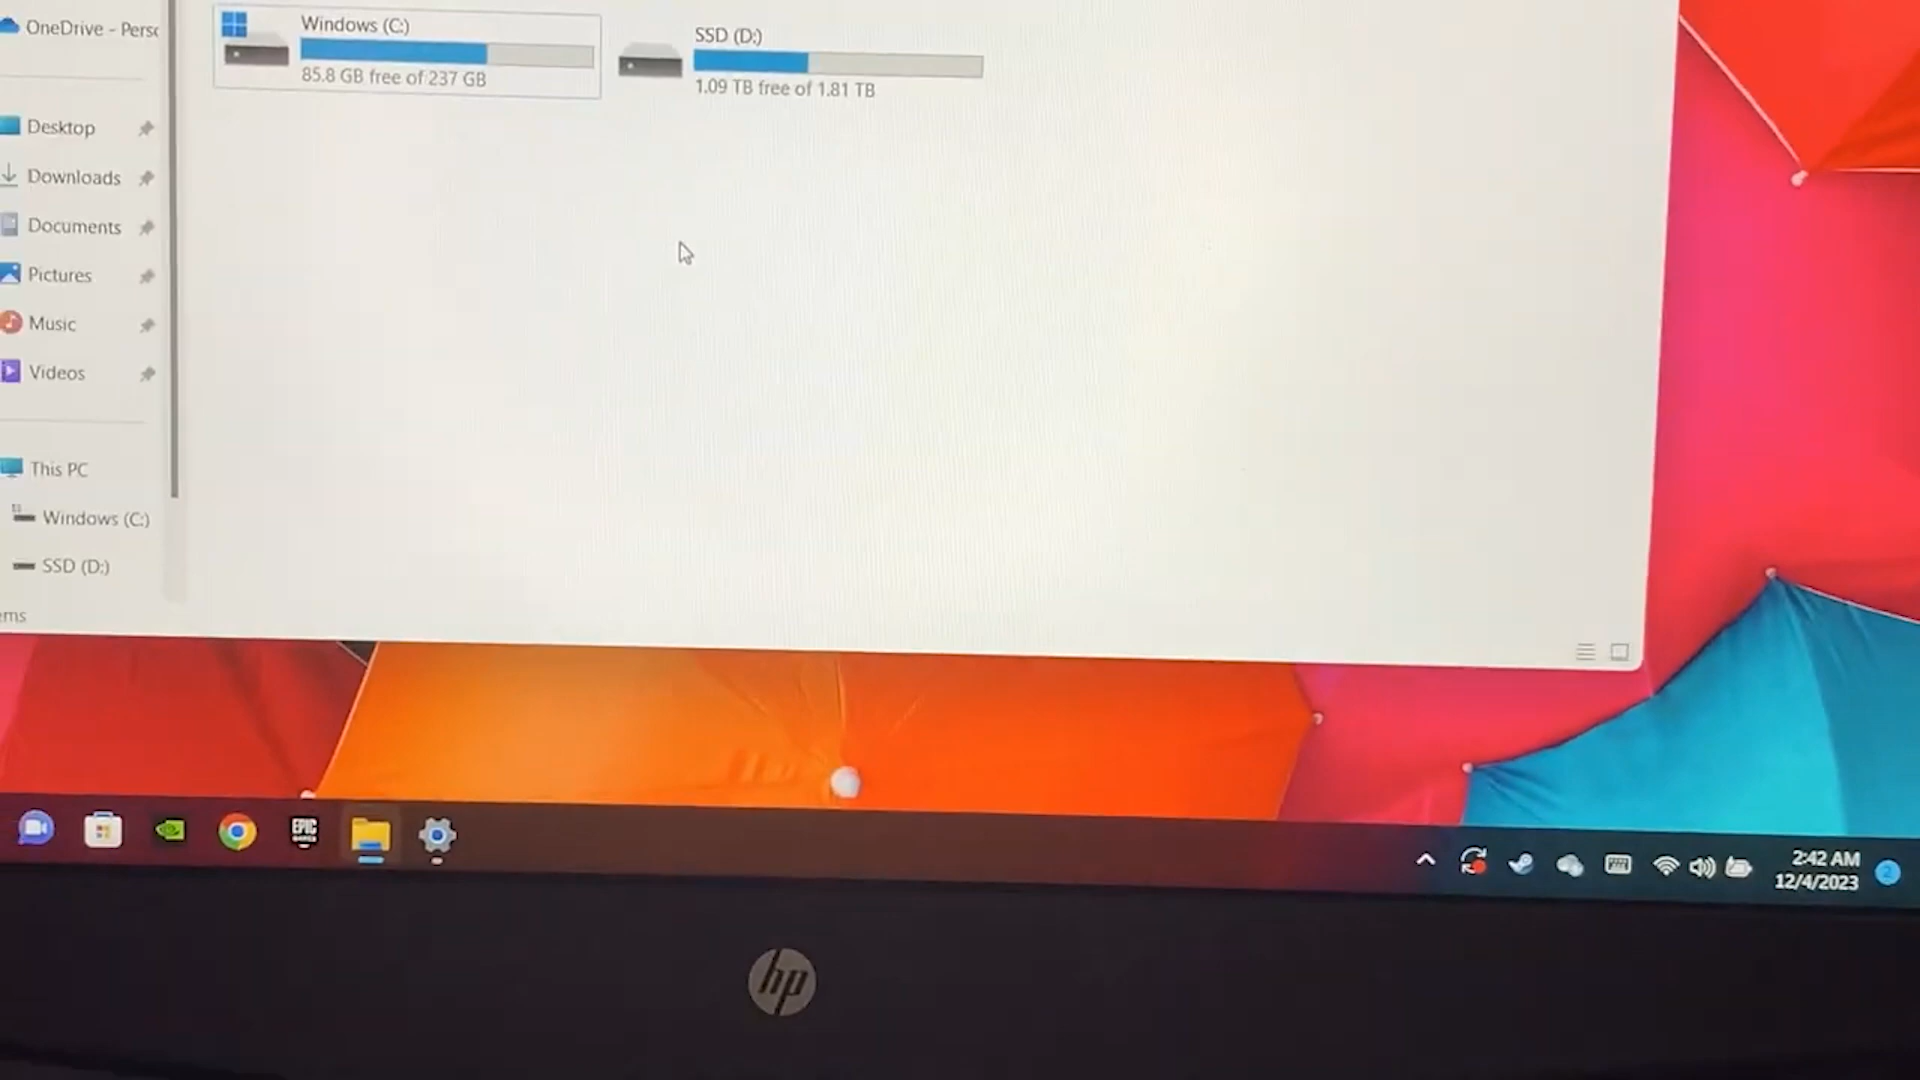 OneDrive - Perso
Windows (C:)
85.8 GB free of 237 GB
SSD (D:)
1.09 TB free of 1.81 TB
Desktop
Downloads
Documents
Pictures
Music
Videos
This PC
Windows (C:)
SSD (D:)
ems
EPIC
GAMES
2:42 AM
12/4/2023
2
hp